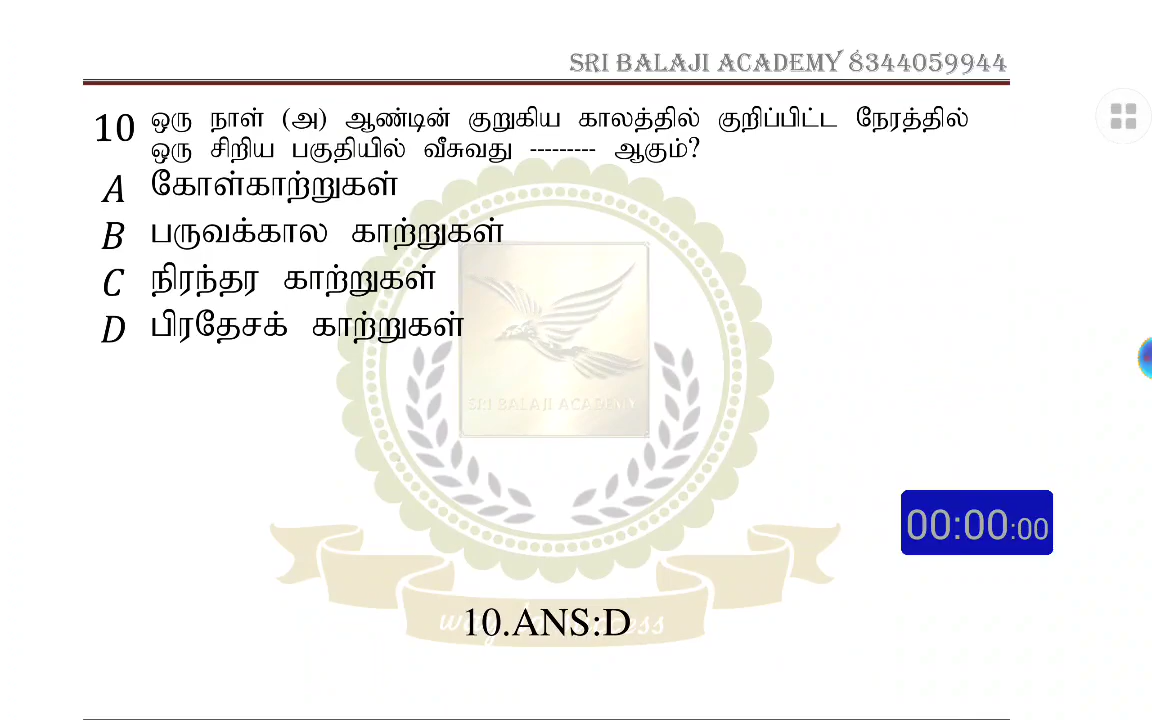 SRI BALAJI ACADEMY 8344059944
10 ஒரு நாள் (அ) ஆண்டின் குறுகிய காலத்தில் குறிப்பிட்ட நேரத்தில்
ஒரு சிறிய பகுதியில் வீசுவது --------- ஆகும்?
A கோள்காற்றுகள்
B பருவக்கால காற்றுகள்
C நிரந்தர காற்றுகள்
D பிரதேசக் காற்றுகள்
SRI BALAJI ACADEMY
00:00:00
10.ANS:D